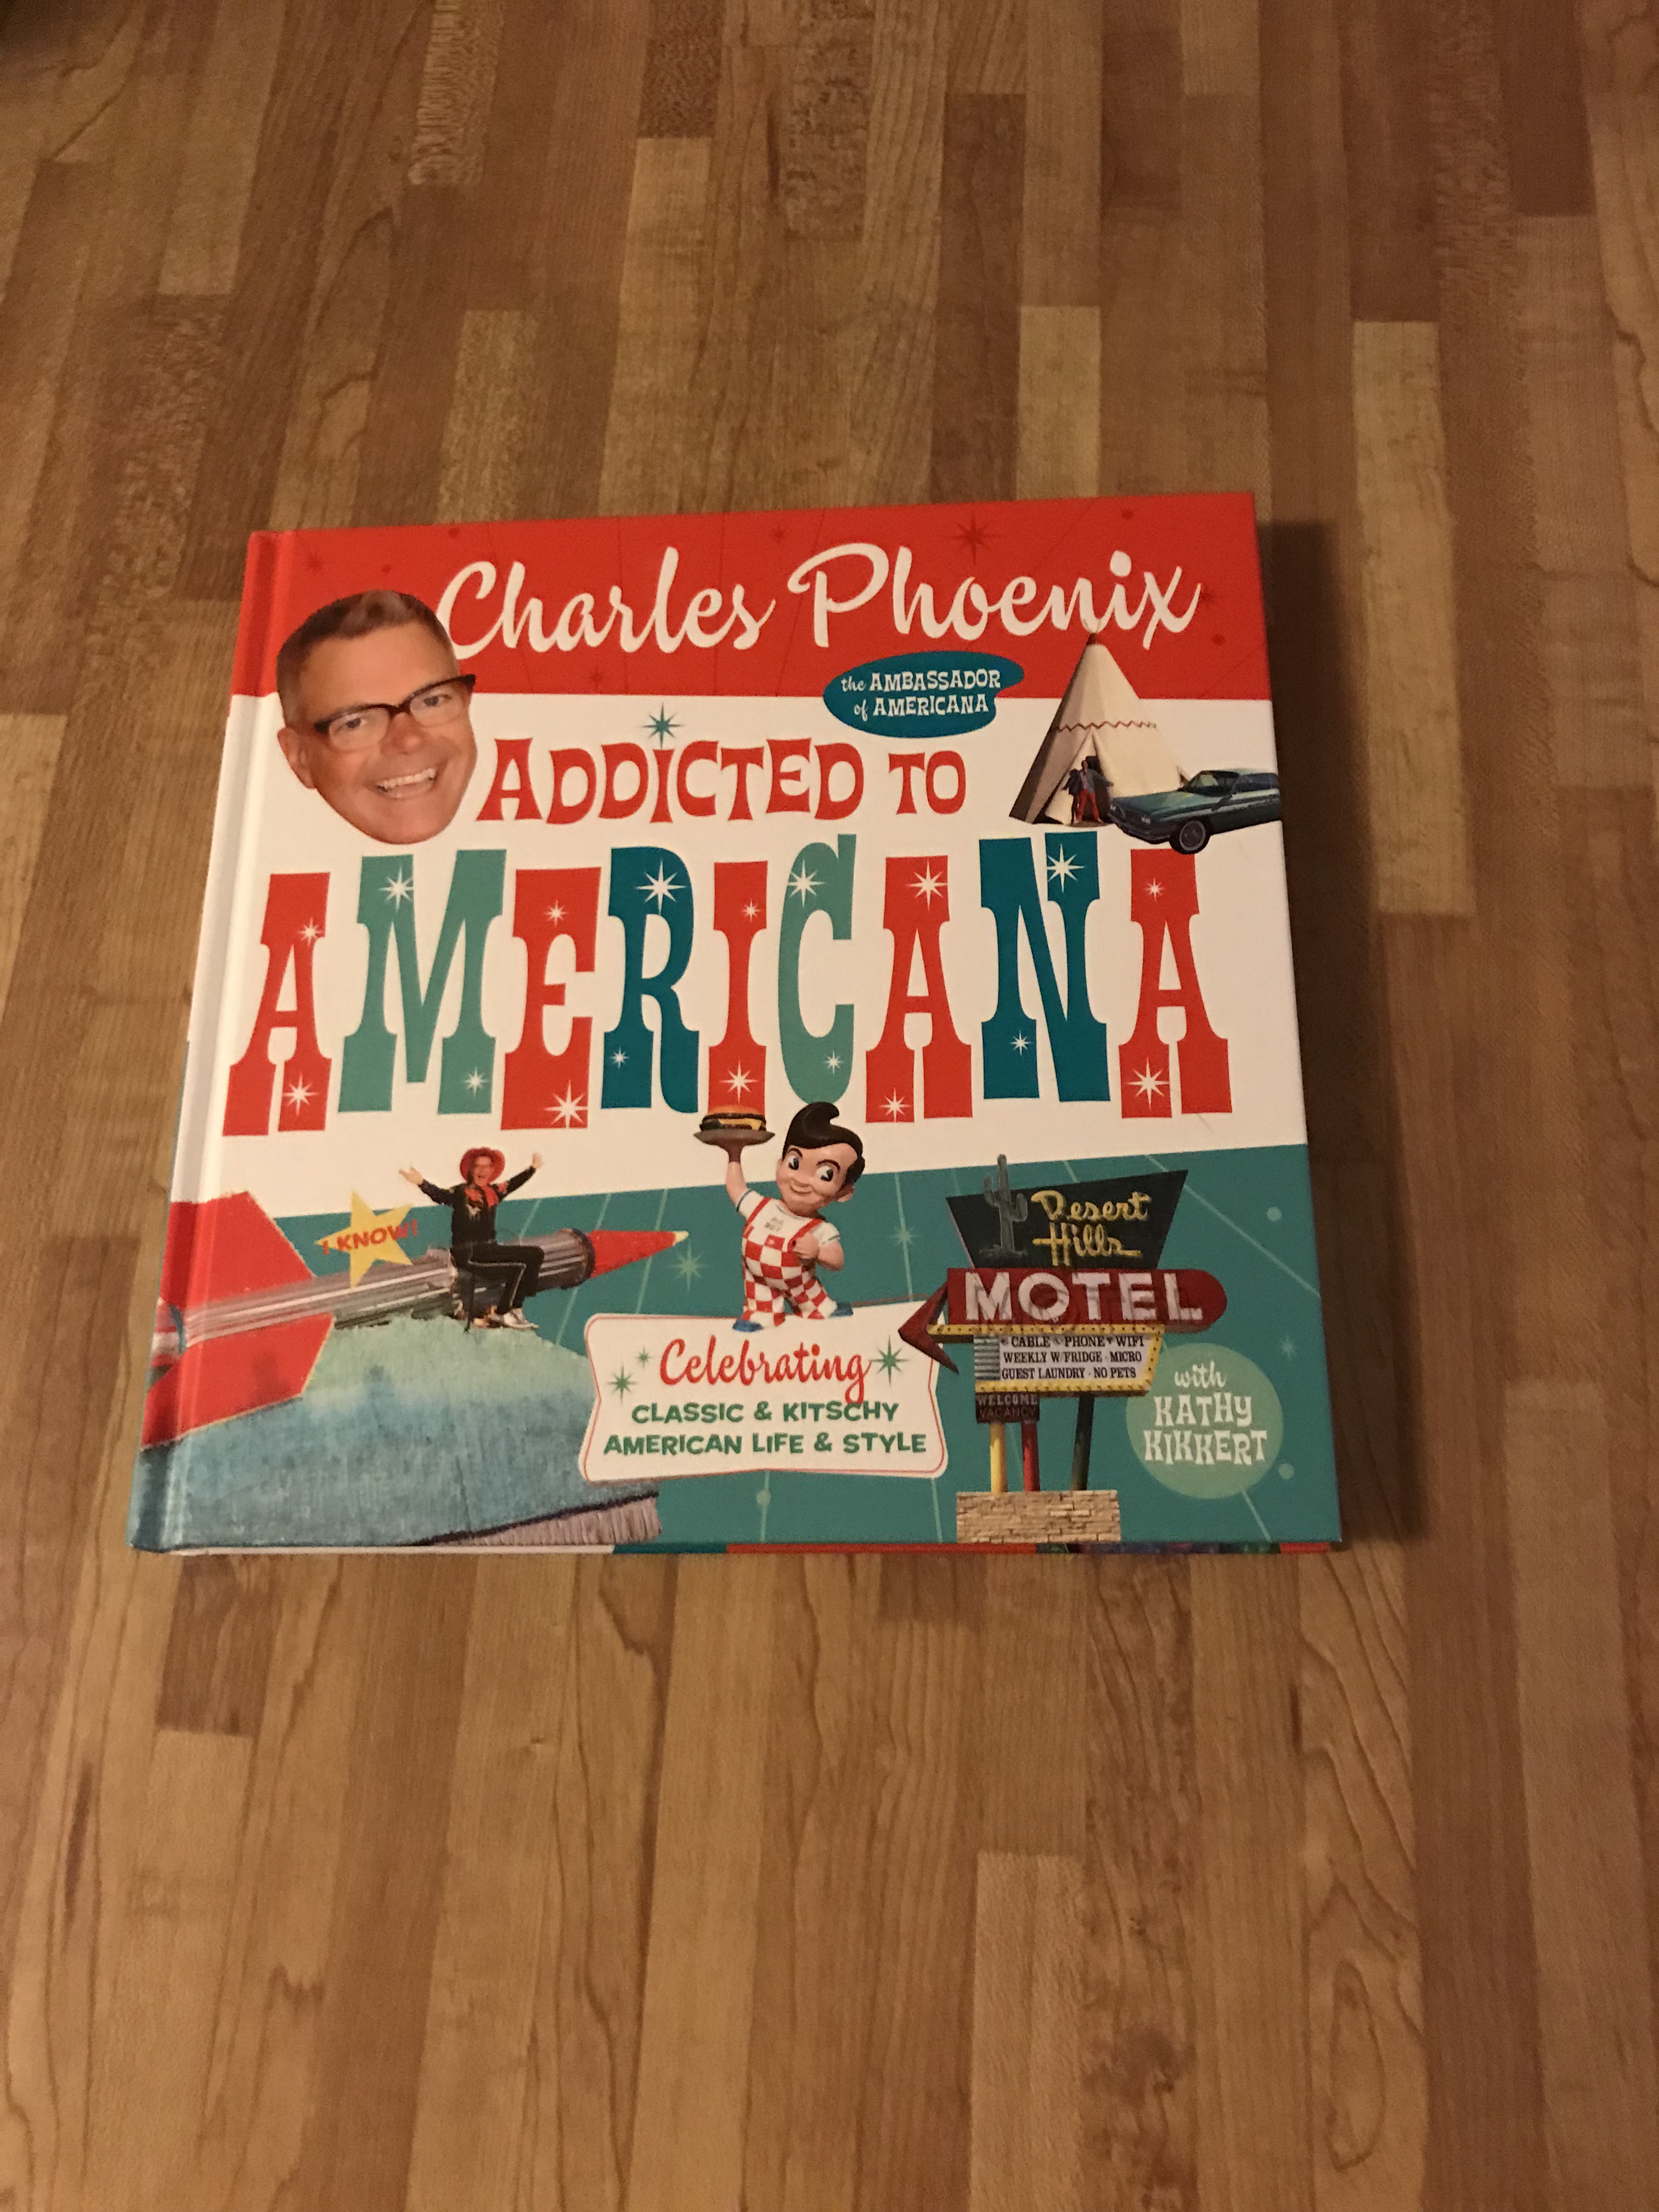 Charles Phoenix
the AMBASSADOR
of AMERICANA
ADDICTED TO
AMERICANA
I KNOW!
Desert
Hills
MOTEL
CABLE PHONE WIFI
WEEKLY W/FRIDGE MICRO
GUEST LAUNDRY NO PETS
WELCOME
VACANCY
Celebrating
CLASSIC & KITSCHY
AMERICAN LIFE & STYLE
with
KATHY
KIKKERT